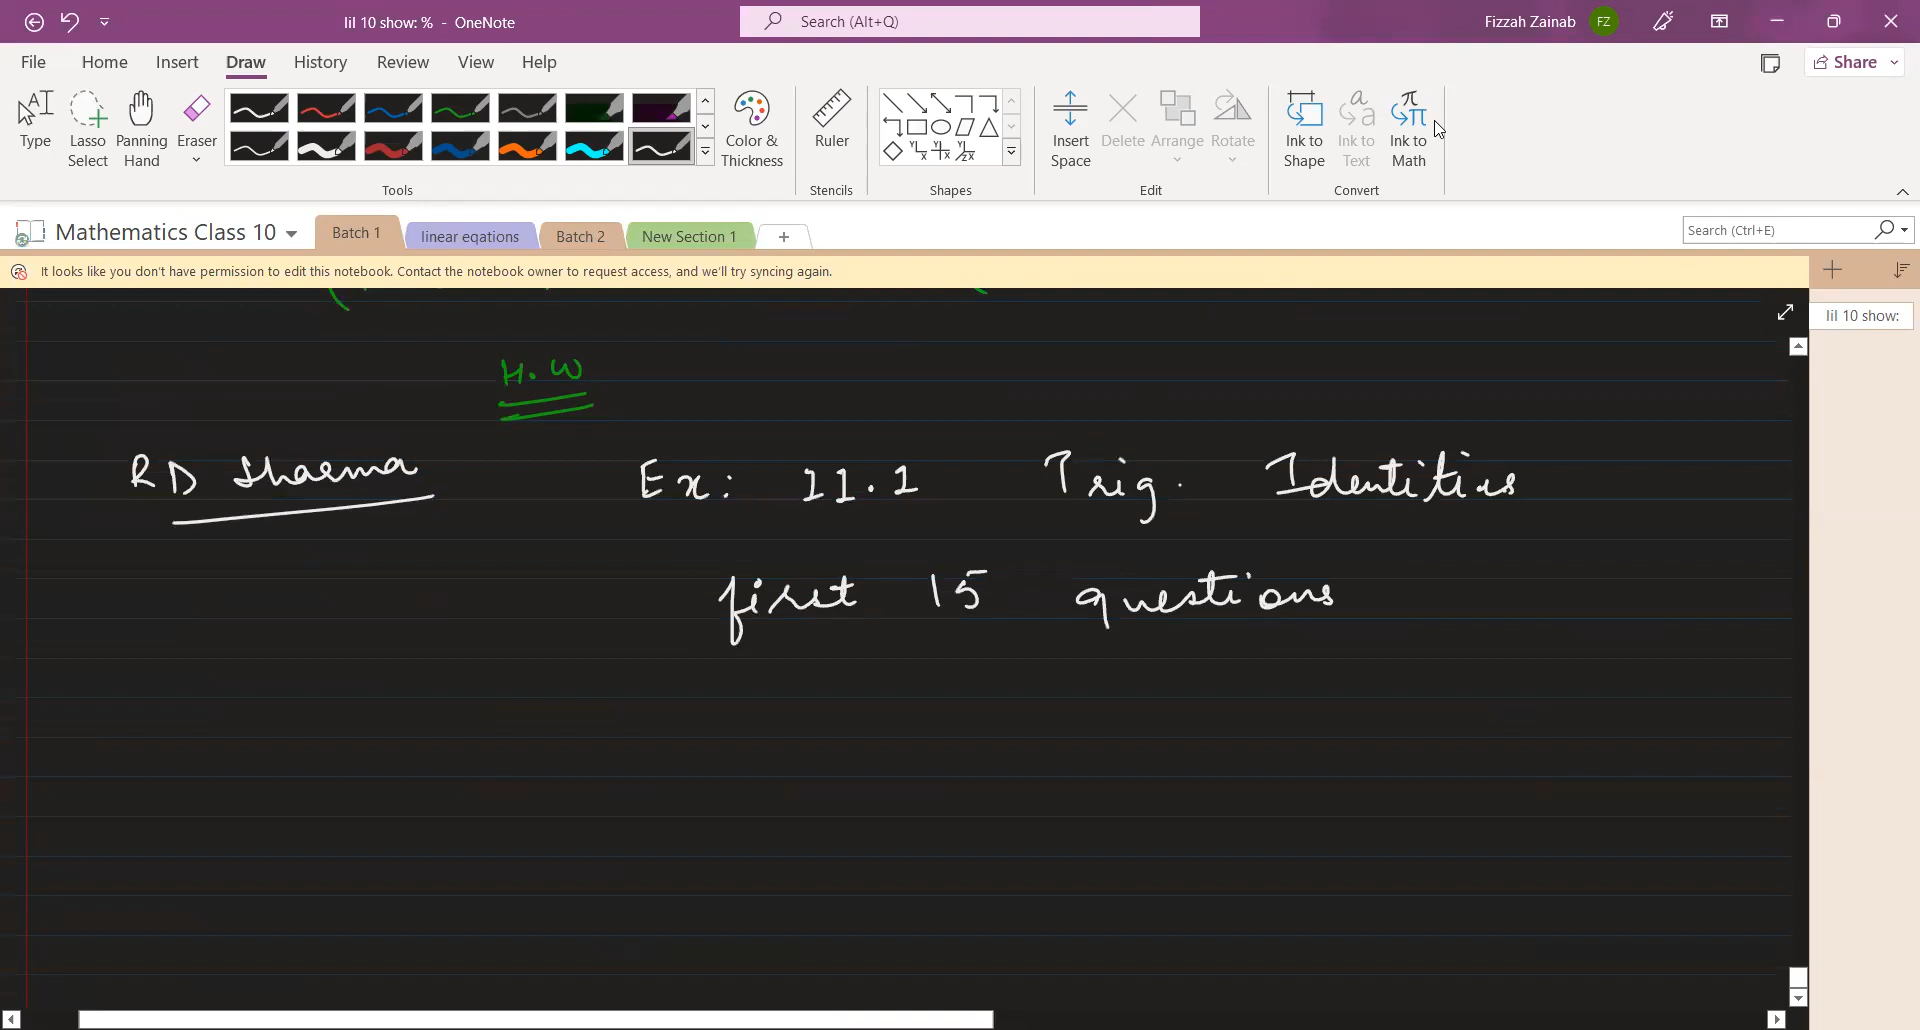 lil 10 show: % - OneNote
Search (Alt+Q)
Fizzah Zainab FZ
File Home Insert Draw History Review View Help
Share
Type
Lasso Select
Panning Hand
Eraser
Color & Thickness
Ruler
Insert Space
Delete
Arrange
Rotate
Ink to Shape
Ink to Text
Ink to Math
Tools Stencils Shapes Edit Convert
Mathematics Class 10 Batch 1 linear eqations Batch 2 New Section 1 +
Search (Ctrl+E)
It looks like you don't have permission to edit this notebook. Contact the notebook owner to request access, and we'll try syncing again.
lil 10 show:
H.W
RD Sharma Ex: 11.1 Trig. Identities
first 15 questions